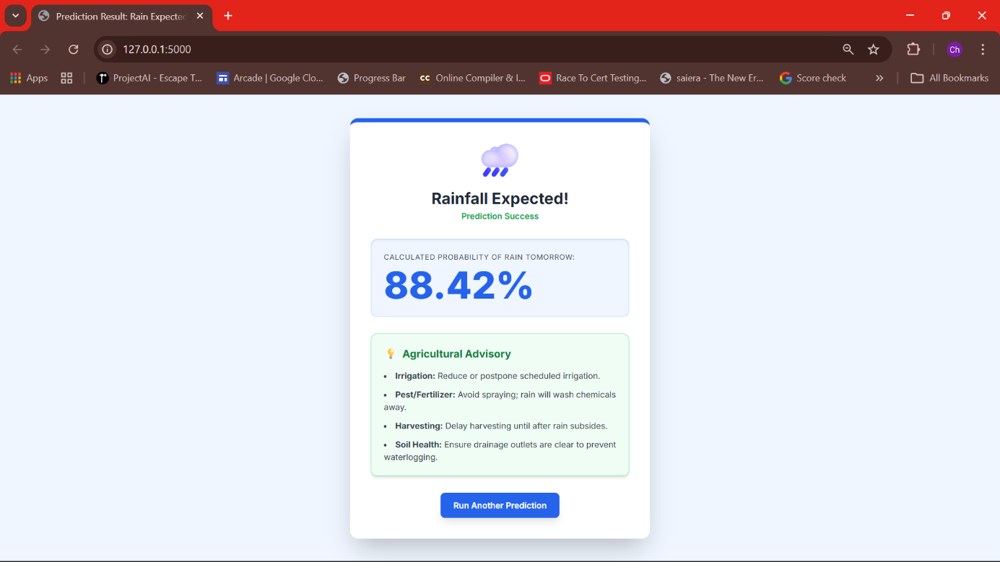 Prediction Result: Rain Expected
127.0.0.1:5000
Ch
Apps
ProjectAI - Escape T...
Arcade | Google Clo...
Progress Bar
CC Online Compiler & I...
Race To Cert Testing...
saiera - The New Er...
Score check
All Bookmarks
Rainfall Expected!
Prediction Success
CALCULATED PROBABILITY OF RAIN TOMORROW:
88.42%
Agricultural Advisory
• Irrigation: Reduce or postpone scheduled irrigation.
• Pest/Fertilizer: Avoid spraying; rain will wash chemicals
away.
• Harvesting: Delay harvesting until after rain subsides.
• Soil Health: Ensure drainage outlets are clear to prevent
waterlogging.
Run Another Prediction